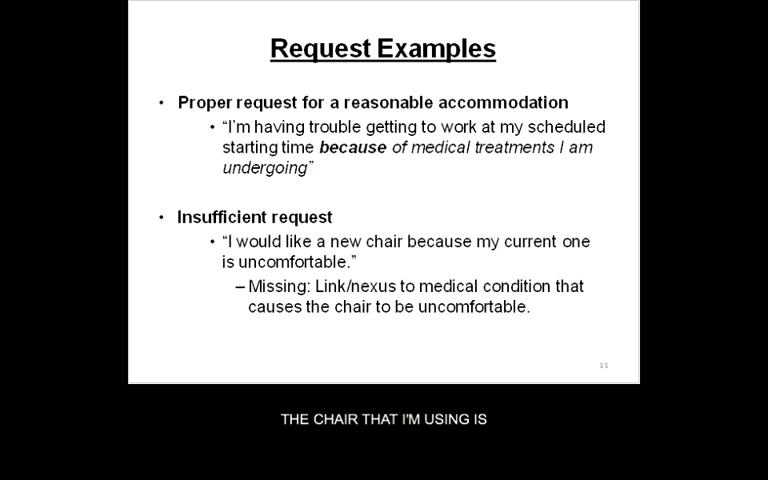 Request Examples
• Proper request for a reasonable accommodation
• “I’m having trouble getting to work at my scheduled
starting time because of medical treatments I am
undergoing”
• Insufficient request
• “I would like a new chair because my current one
is uncomfortable.”
– Missing: Link/nexus to medical condition that
causes the chair to be uncomfortable.
33
THE CHAIR THAT I'M USING IS